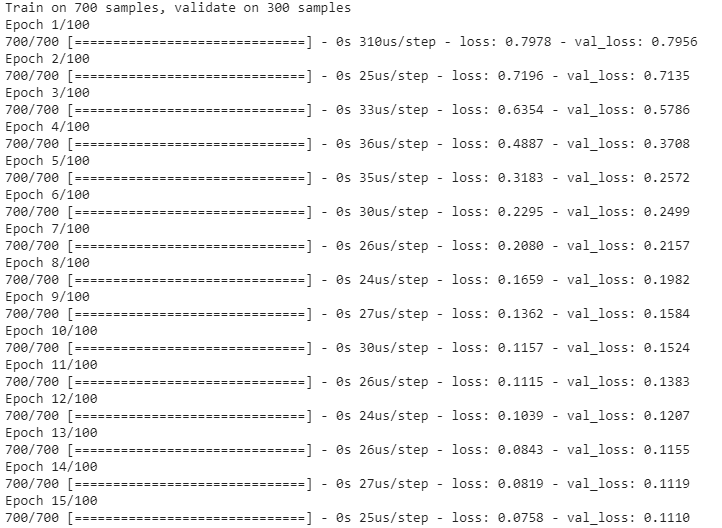 Train on 700 samples, validate on 300 samples
Epoch 1/100
700/700 [==============================] - 0s 310us/step - loss: 0.7978 - val_loss: 0.7956
Epoch 2/100
700/700 [==============================] - 0s 25us/step - loss: 0.7196 - val_loss: 0.7135
Epoch 3/100
700/700 [==============================] - 0s 33us/step - loss: 0.6354 - val_loss: 0.5786
Epoch 4/100
700/700 [==============================] - 0s 36us/step - loss: 0.4887 - val_loss: 0.3708
Epoch 5/100
700/700 [==============================] - 0s 35us/step - loss: 0.3183 - val_loss: 0.2572
Epoch 6/100
700/700 [==============================] - 0s 30us/step - loss: 0.2295 - val_loss: 0.2499
Epoch 7/100
700/700 [==============================] - 0s 26us/step - loss: 0.2080 - val_loss: 0.2157
Epoch 8/100
700/700 [==============================] - 0s 24us/step - loss: 0.1659 - val_loss: 0.1982
Epoch 9/100
700/700 [==============================] - 0s 27us/step - loss: 0.1362 - val_loss: 0.1584
Epoch 10/100
700/700 [==============================] - 0s 30us/step - loss: 0.1157 - val_loss: 0.1524
Epoch 11/100
700/700 [==============================] - 0s 26us/step - loss: 0.1115 - val_loss: 0.1383
Epoch 12/100
700/700 [==============================] - 0s 24us/step - loss: 0.1039 - val_loss: 0.1207
Epoch 13/100
700/700 [==============================] - 0s 26us/step - loss: 0.0843 - val_loss: 0.1155
Epoch 14/100
700/700 [==============================] - 0s 27us/step - loss: 0.0819 - val_loss: 0.1119
Epoch 15/100
700/700 [==============================] - 0s 25us/step - loss: 0.0758 - val_loss: 0.1110